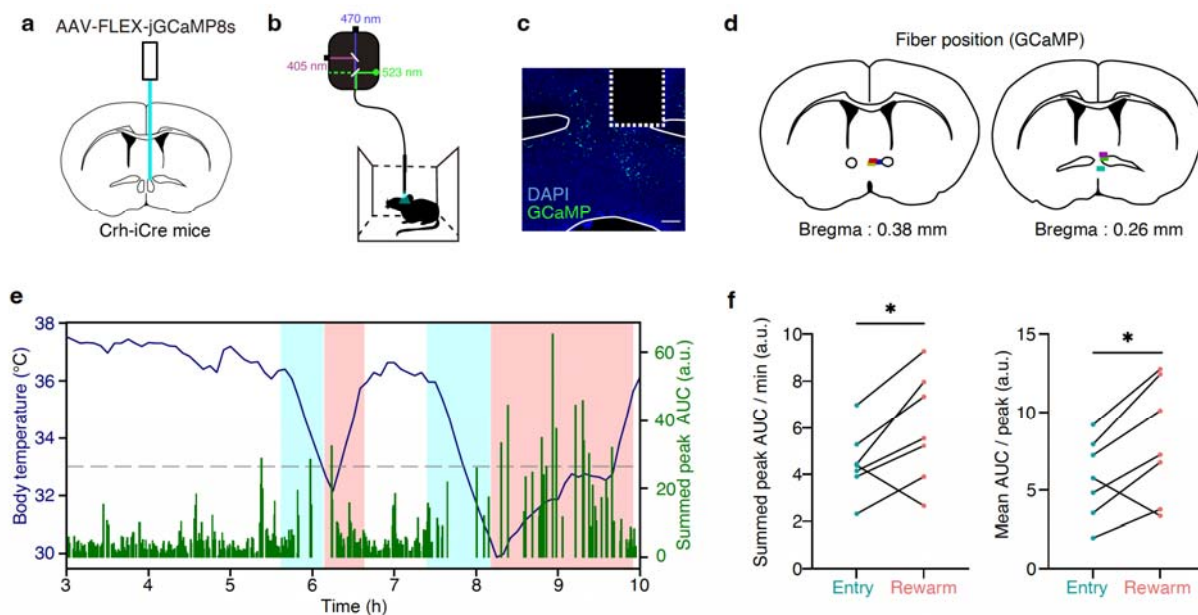 a
AAV-FLEX-jGCaMP8s
Crh-iCre mice
b
470 nm
405 nm
523 nm
c
DAPI
GCaMP
d
Fiber position (GCaMP)
Bregma : 0.38 mm
Bregma : 0.26 mm
e
Body temperature (°C)
38
36
34
32
30
3
4
5
6
7
8
9
10
Time (h)
60
40
20
0
Summed peak AUC (a.u.)
f
Summed peak AUC / min (a.u.)
10
8
6
4
2
0
*
Entry
Rewarm
Mean AUC / peak (a.u.)
15
10
5
0
*
Entry
Rewarm